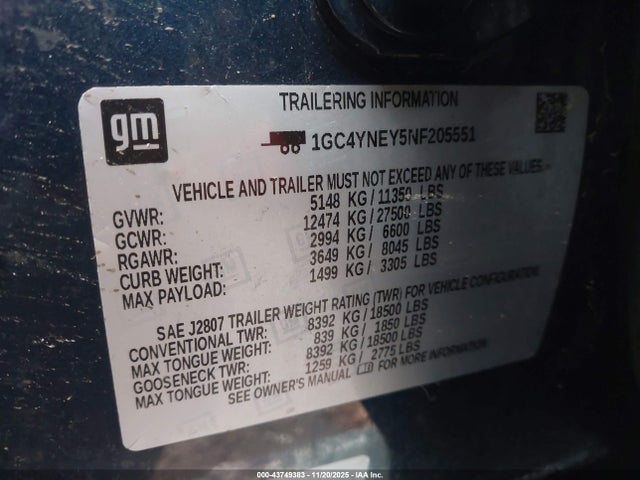 gm
TRAILERING INFORMATION
1GC4YNEY5NF205551
VEHICLE AND TRAILER MUST NOT EXCEED ANY OF THESE VALUES.
GVWR: 5148 KG/11350 LBS
GCWR: 12474 KG/27500 LBS
RGAWR: 2994 KG/ 6600 LBS
CURB WEIGHT: 3649 KG/ 8045 LBS
MAX PAYLOAD: 1499 KG/ 3305 LBS
SAE J2807 TRAILER WEIGHT RATING (TWR) FOR VEHICLE CONFIGURATION.
CONVENTIONAL TWR: 8392 KG/18500 LBS
MAX TONGUE WEIGHT: 839 KG/ 1850 LBS
GOOSENECK TWR: 8392 KG/18500 LBS
MAX TONGUE WEIGHT: 1259 KG/ 2775 LBS
SEE OWNER'S MANUAL FOR MORE INFORMATION
000-43749383 - 11/20/2025 - IAA Inc.